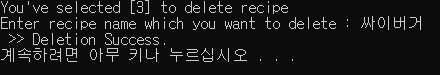 You've selected [3] to delete recipe
Enter recipe name which you want to delete : 싸이버거
 >> Deletion Success.
계속하려면 아무 키나 누르십시오 . . .